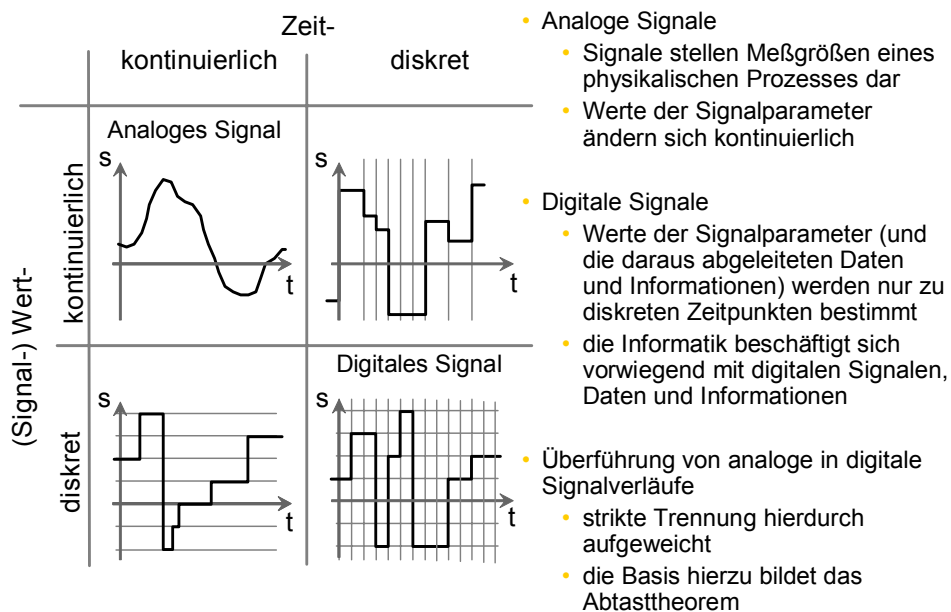 Zeit-
kontinuierlich
diskret
(Signal-) Wert-
kontinuierlich
Analoges Signal
s
t
s
t
diskret
s
t
Digitales Signal
s
t
• Analoge Signale
• Signale stellen Meßgrößen eines
physikalischen Prozesses dar
• Werte der Signalparameter
ändern sich kontinuierlich
• Digitale Signale
• Werte der Signalparameter (und
die daraus abgeleiteten Daten
und Informationen) werden nur zu
diskreten Zeitpunkten bestimmt
• die Informatik beschäftigt sich
vorwiegend mit digitalen Signalen,
Daten und Informationen
• Überführung von analoge in digitale
Signalverläufe
• strikte Trennung hierdurch
aufgeweicht
• die Basis hierzu bildet das
Abtasttheorem